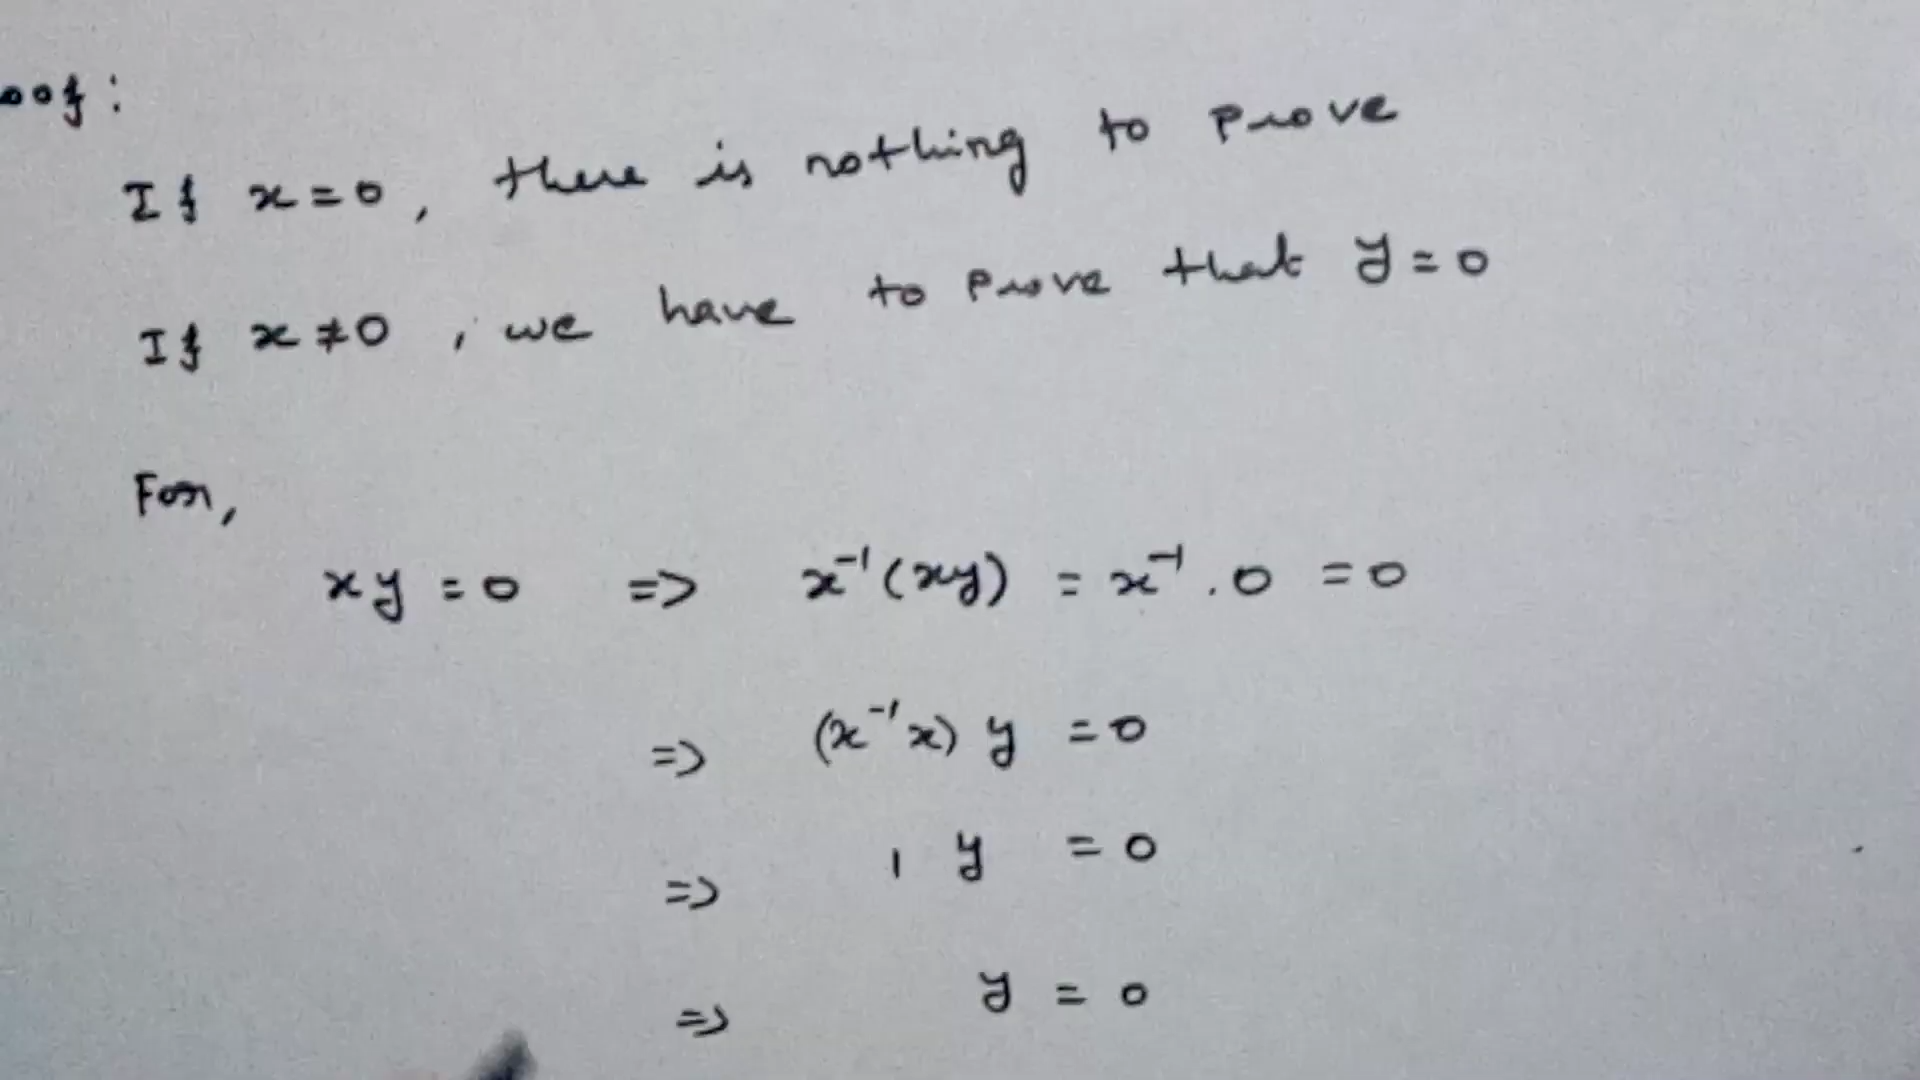 oof:
If x=0, there is nothing to prove
If x≠0, we have to prove that y=0
For,
xy=0 => x⁻¹(xy) = x⁻¹.0 =0
=> (x⁻¹x) y =0
=> 1 y =0
=> y = 0